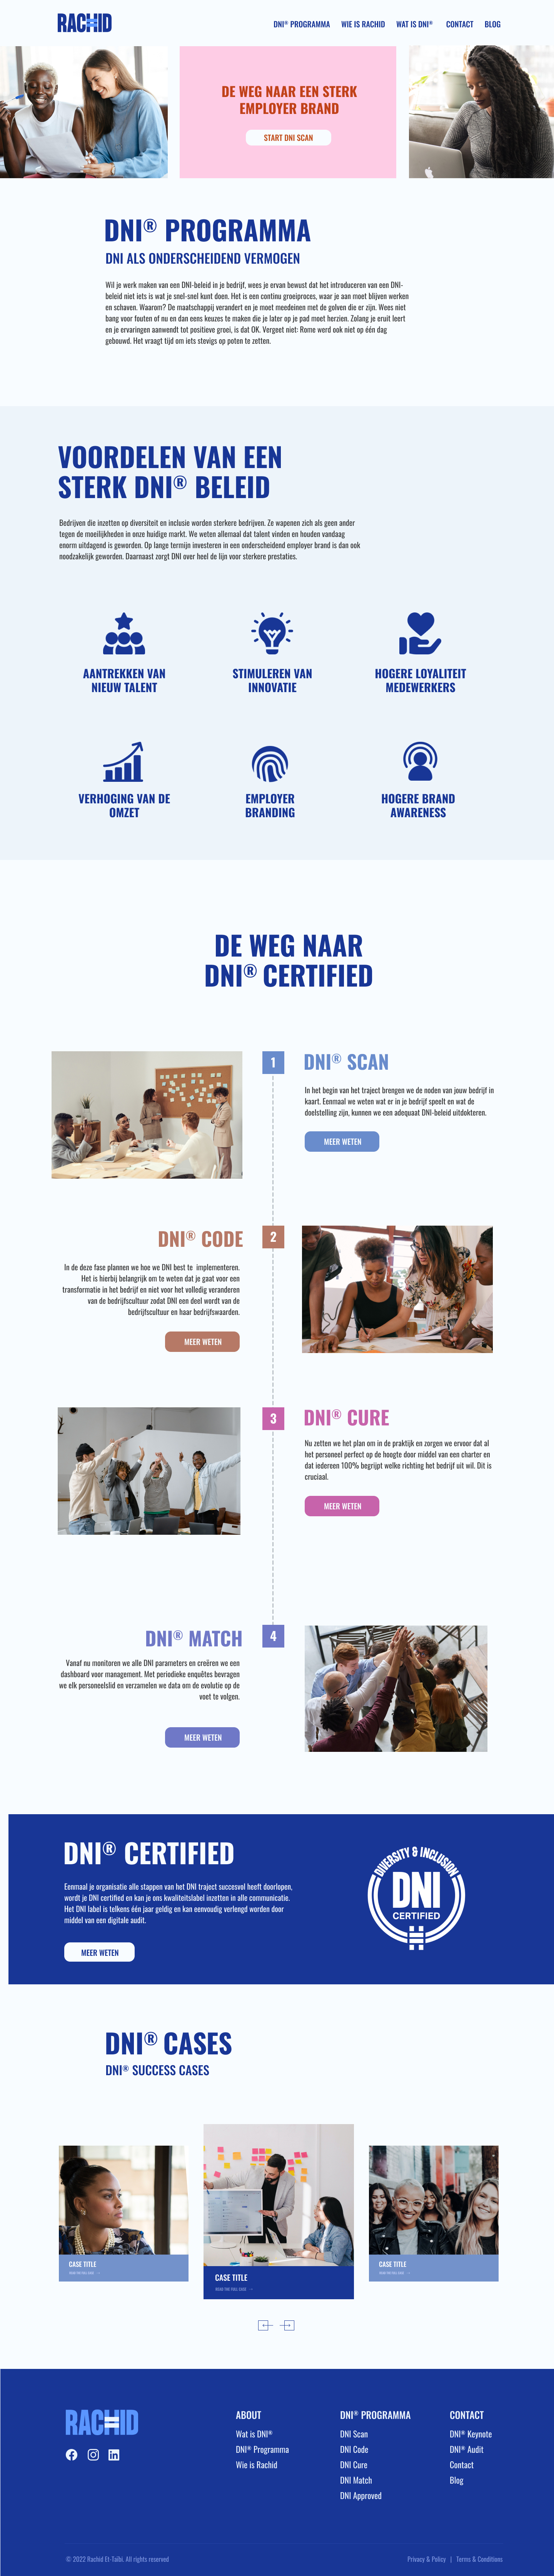 RACHID
DNI® PROGRAMMA WIE IS RACHID WAT IS DNI® CONTACT BLOG
DE WEG NAAR EEN STERK
EMPLOYER BRAND
START DNI SCAN
DNI® PROGRAMMA
DNI ALS ONDERSCHEIDEND VERMOGEN
Wil je werk maken van een DNI-beleid in je bedrijf, wees je ervan bewust dat het introduceren van een DNI-
beleid niet iets is wat je snel-snel kunt doen. Het is een continu groeiproces, waar je aan moet blijven werken
en schaven. Waarom? De maatschappij verandert en je moet meedeinen met de golven die er zijn. Wees niet
bang voor fouten of nu en dan eens keuzes te maken die je later op je pad moet herzien. Zolang je eruit leert
en je ervaringen aanwendt tot positieve groei, is dat OK. Vergeet niet: Rome werd ook niet op één dag
gebouwd. Het vraagt tijd om iets stevigs op poten te zetten.
VOORDELEN VAN EEN
STERK DNI® BELEID
Bedrijven die inzetten op diversiteit en inclusie worden sterkere bedrijven. Ze wapenen zich als geen ander
tegen de moeilijkheden in onze huidige markt. We weten allemaal dat talent vinden en houden vandaag
enorm uitdagend is geworden. Op lange termijn investeren in een onderscheidend employer brand is dan ook
noodzakelijk geworden. Daarnaast zorgt DNI over heel de lijn voor sterkere prestaties.
AANTREKKEN VAN
NIEUW TALENT
STIMULEREN VAN
INNOVATIE
HOGERE LOYALITEIT
MEDEWERKERS
VERHOGING VAN DE
OMZET
EMPLOYER
BRANDING
HOGERE BRAND
AWARENESS
DE WEG NAAR
DNI® CERTIFIED
1
DNI® SCAN
In het begin van het traject brengen we de noden van jouw bedrijf in
kaart. Eenmaal we weten wat er in je bedrijf speelt en wat de
doelstelling zijn, kunnen we een adequaat DNI-beleid uitdokteren.
MEER WETEN
DNI® CODE
2
In de deze fase plannen we hoe we DNI best te implementeren.
Het is hierbij belangrijk om te weten dat je gaat voor een
transformatie in het bedrijf en niet voor het volledig veranderen
van de bedrijfscultuur zodat DNI een deel wordt van de
bedrijfscultuur en haar bedrijfswaarden.
MEER WETEN
3
DNI® CURE
Nu zetten we het plan om in de praktijk en zorgen we ervoor dat al
het personeel perfect op de hoogte door middel van een charter en
dat iedereen 100% begrijpt welke richting het bedrijf uit wil. Dit is
cruciaal.
MEER WETEN
DNI® MATCH
4
Vanaf nu monitoren we alle DNI parameters en creëren we een
dashboard voor management. Met periodieke enquêtes bevragen
we elk personeelslid en verzamelen we data om de evolutie op de
voet te volgen.
MEER WETEN
DNI® CERTIFIED
Eenmaal je organisatie alle stappen van het DNI traject succesvol heeft doorlopen,
wordt je DNI certified en kan je ons kwaliteitslabel inzetten in alle communicatie.
Het DNI label is telkens één jaar geldig en kan eenvoudig verlengd worden door
middel van een digitale audit.
MEER WETEN
DIVERSITY & INCLUSION
DNI
CERTIFIED
DNI® CASES
DNI® SUCCESS CASES
CASE TITLE
READ THE FULL CASE →
CASE TITLE
READ THE FULL CASE →
CASE TITLE
READ THE FULL CASE →
RACHID
ABOUT
Wat is DNI®
DNI® Programma
Wie is Rachid
DNI® PROGRAMMA
DNI Scan
DNI Code
DNI Cure
DNI Match
DNI Approved
CONTACT
DNI® Keynote
DNI® Audit
Contact
Blog
© 2022 Rachid Et-Taïbi. All rights reserved
Privacy & Policy | Terms & Conditions